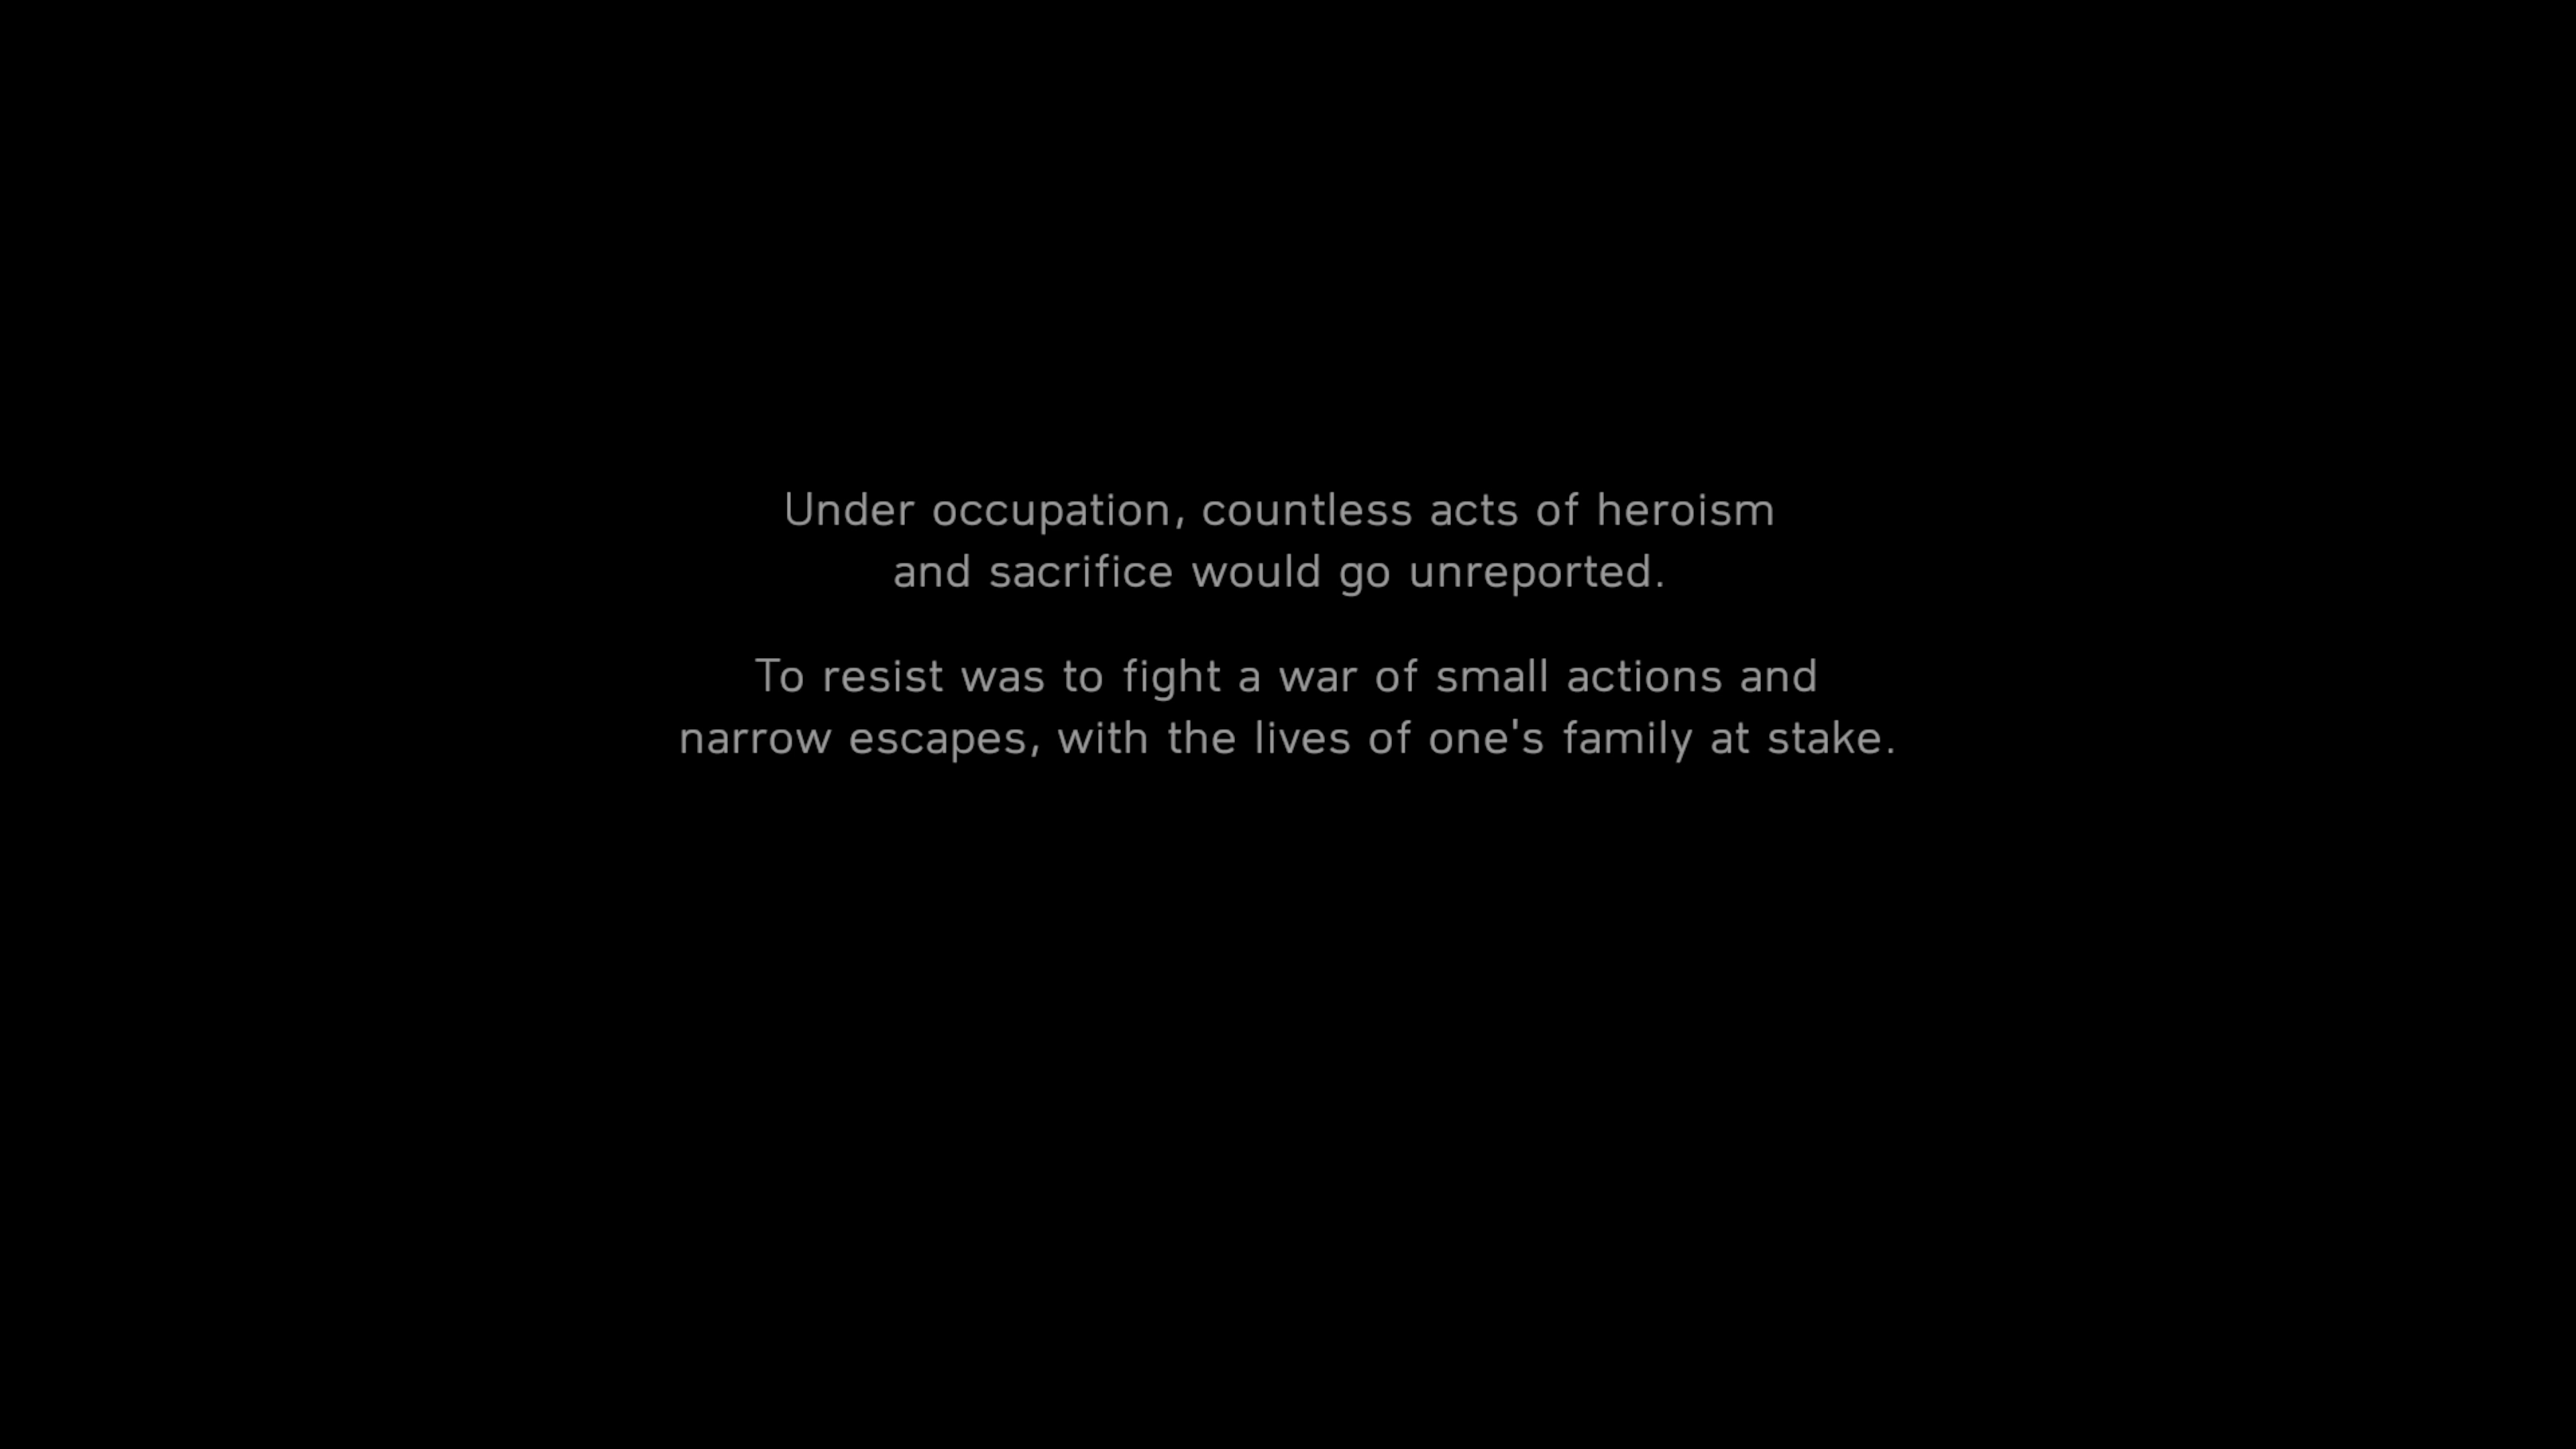 Under occupation, countless acts of heroism
and sacrifice would go unreported.
To resist was to fight a war of small actions and
narrow escapes, with the lives of one's family at stake.